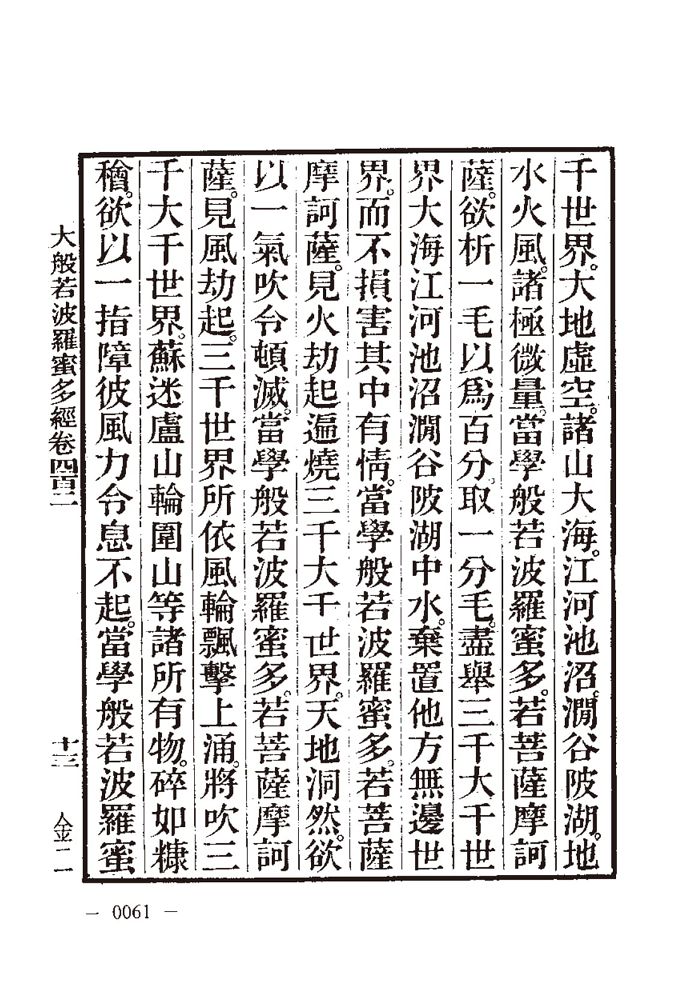 千世界。大地虛空。諸山大海。江河池沼。㵎谷陂湖。地
水火風。諸極微量。當學般若波羅蜜多。若菩薩摩訶
薩。欲析一毛以爲百分。取一分毛。盡舉三千大千世
界大海江河池沼㵎谷陂湖中水。棄置他方無邊世
界。而不損害其中有情。當學般若波羅蜜多。若菩薩
摩訶薩。見火劫起遍燒三千大千世界。天地洞然。欲
以一氣吹令頓滅。當學般若波羅蜜多。若菩薩摩訶
薩。見風劫起。三千世界所依風輪飄擊上涌。將吹三
千大千世界。蘇迷盧山輪圍山等諸所有物。碎如糠
䅳。欲以一指障彼風力令息不起。當學般若波羅蜜
大般若波羅蜜多經卷四百二 十三 金二
— 0061 —